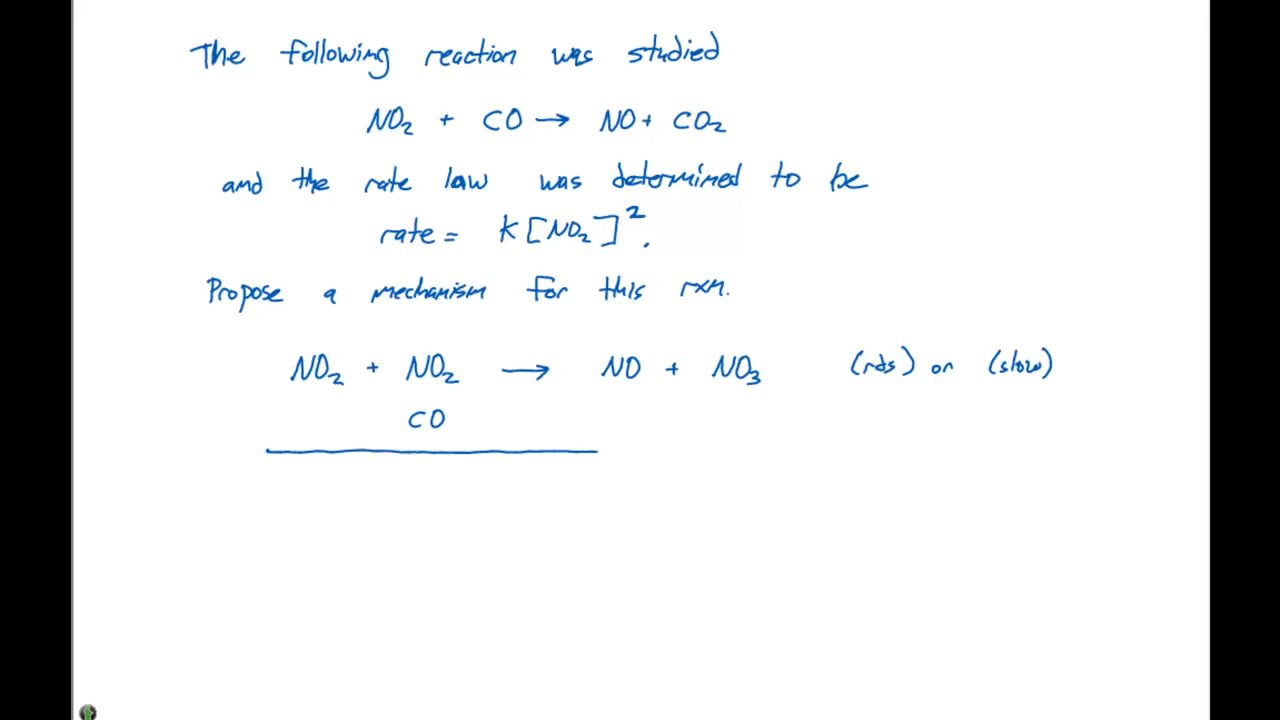 The following reaction was studied
NO₂ + CO → NO + CO₂
and the rate law was determined to be
rate = k[NO₂]².
Propose a mechanism for this rxn.
NO₂ + NO₂ → NO + NO₃ (rds) or (slow)
CO